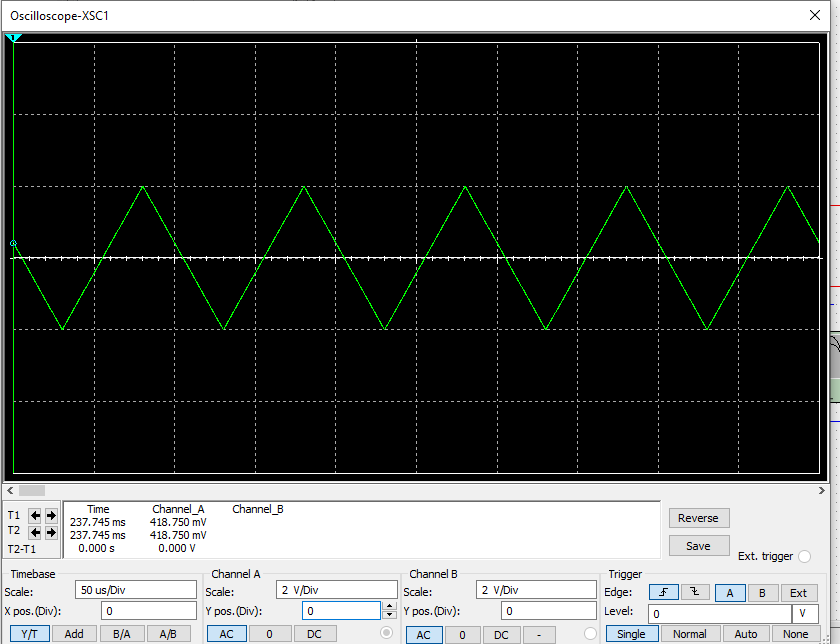 Oscilloscope-XSC1
1
T1
T2
T2-T1
Time Channel_A Channel_B
237.745 ms 418.750 mV
237.745 ms 418.750 mV
0.000 s 0.000 V
Reverse
Save
Ext. trigger
Timebase
Scale: 50 us/Div
X pos.(Div): 0
Y/T Add B/A A/B
Channel A
Scale: 2 V/Div
Y pos.(Div): 0
AC 0 DC
Channel B
Scale: 2 V/Div
Y pos.(Div): 0
AC 0 DC -
Trigger
Edge: A B Ext
Level: 0 V
Single Normal Auto None